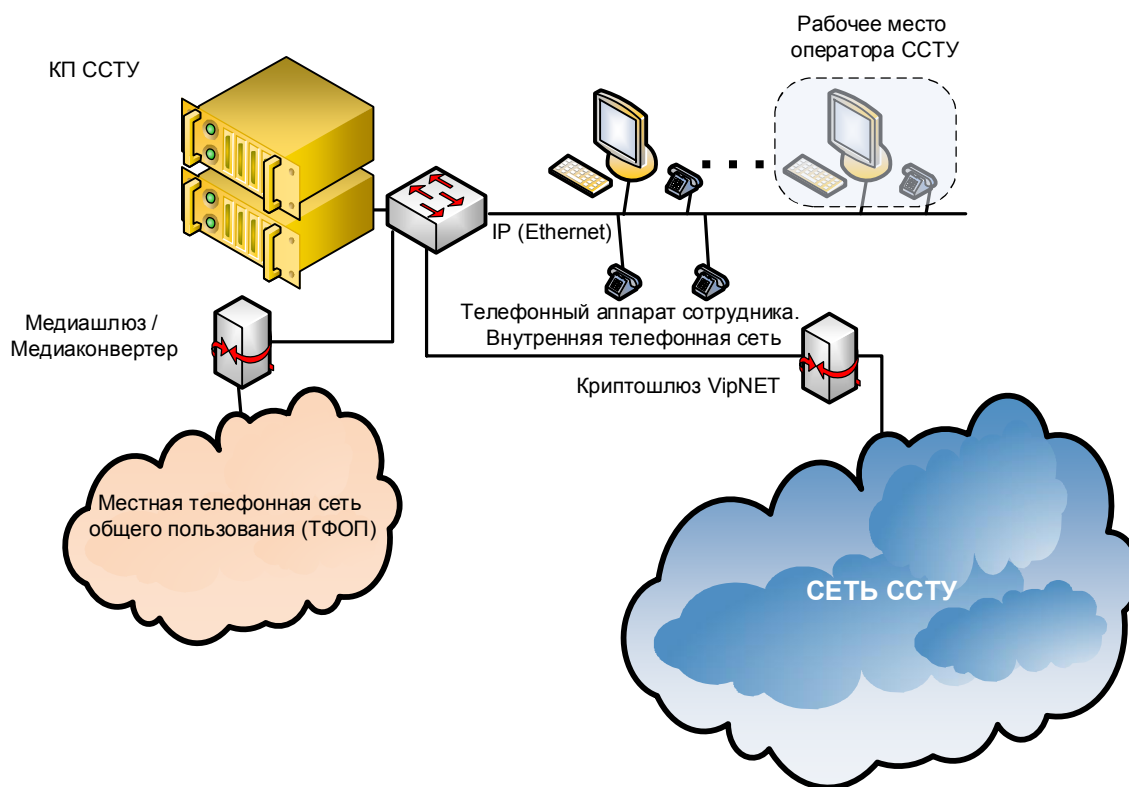 Рабочее место
оператора ССТУ
КП ССТУ
IP (Ethernet)
Телефонный аппарат сотрудника.
Внутренняя телефонная сеть
Медиашлюз /
Медиаконвертер
Криптошлюз VipNET
Местная телефонная сеть
общего пользования (ТФОП)
СЕТЬ ССТУ